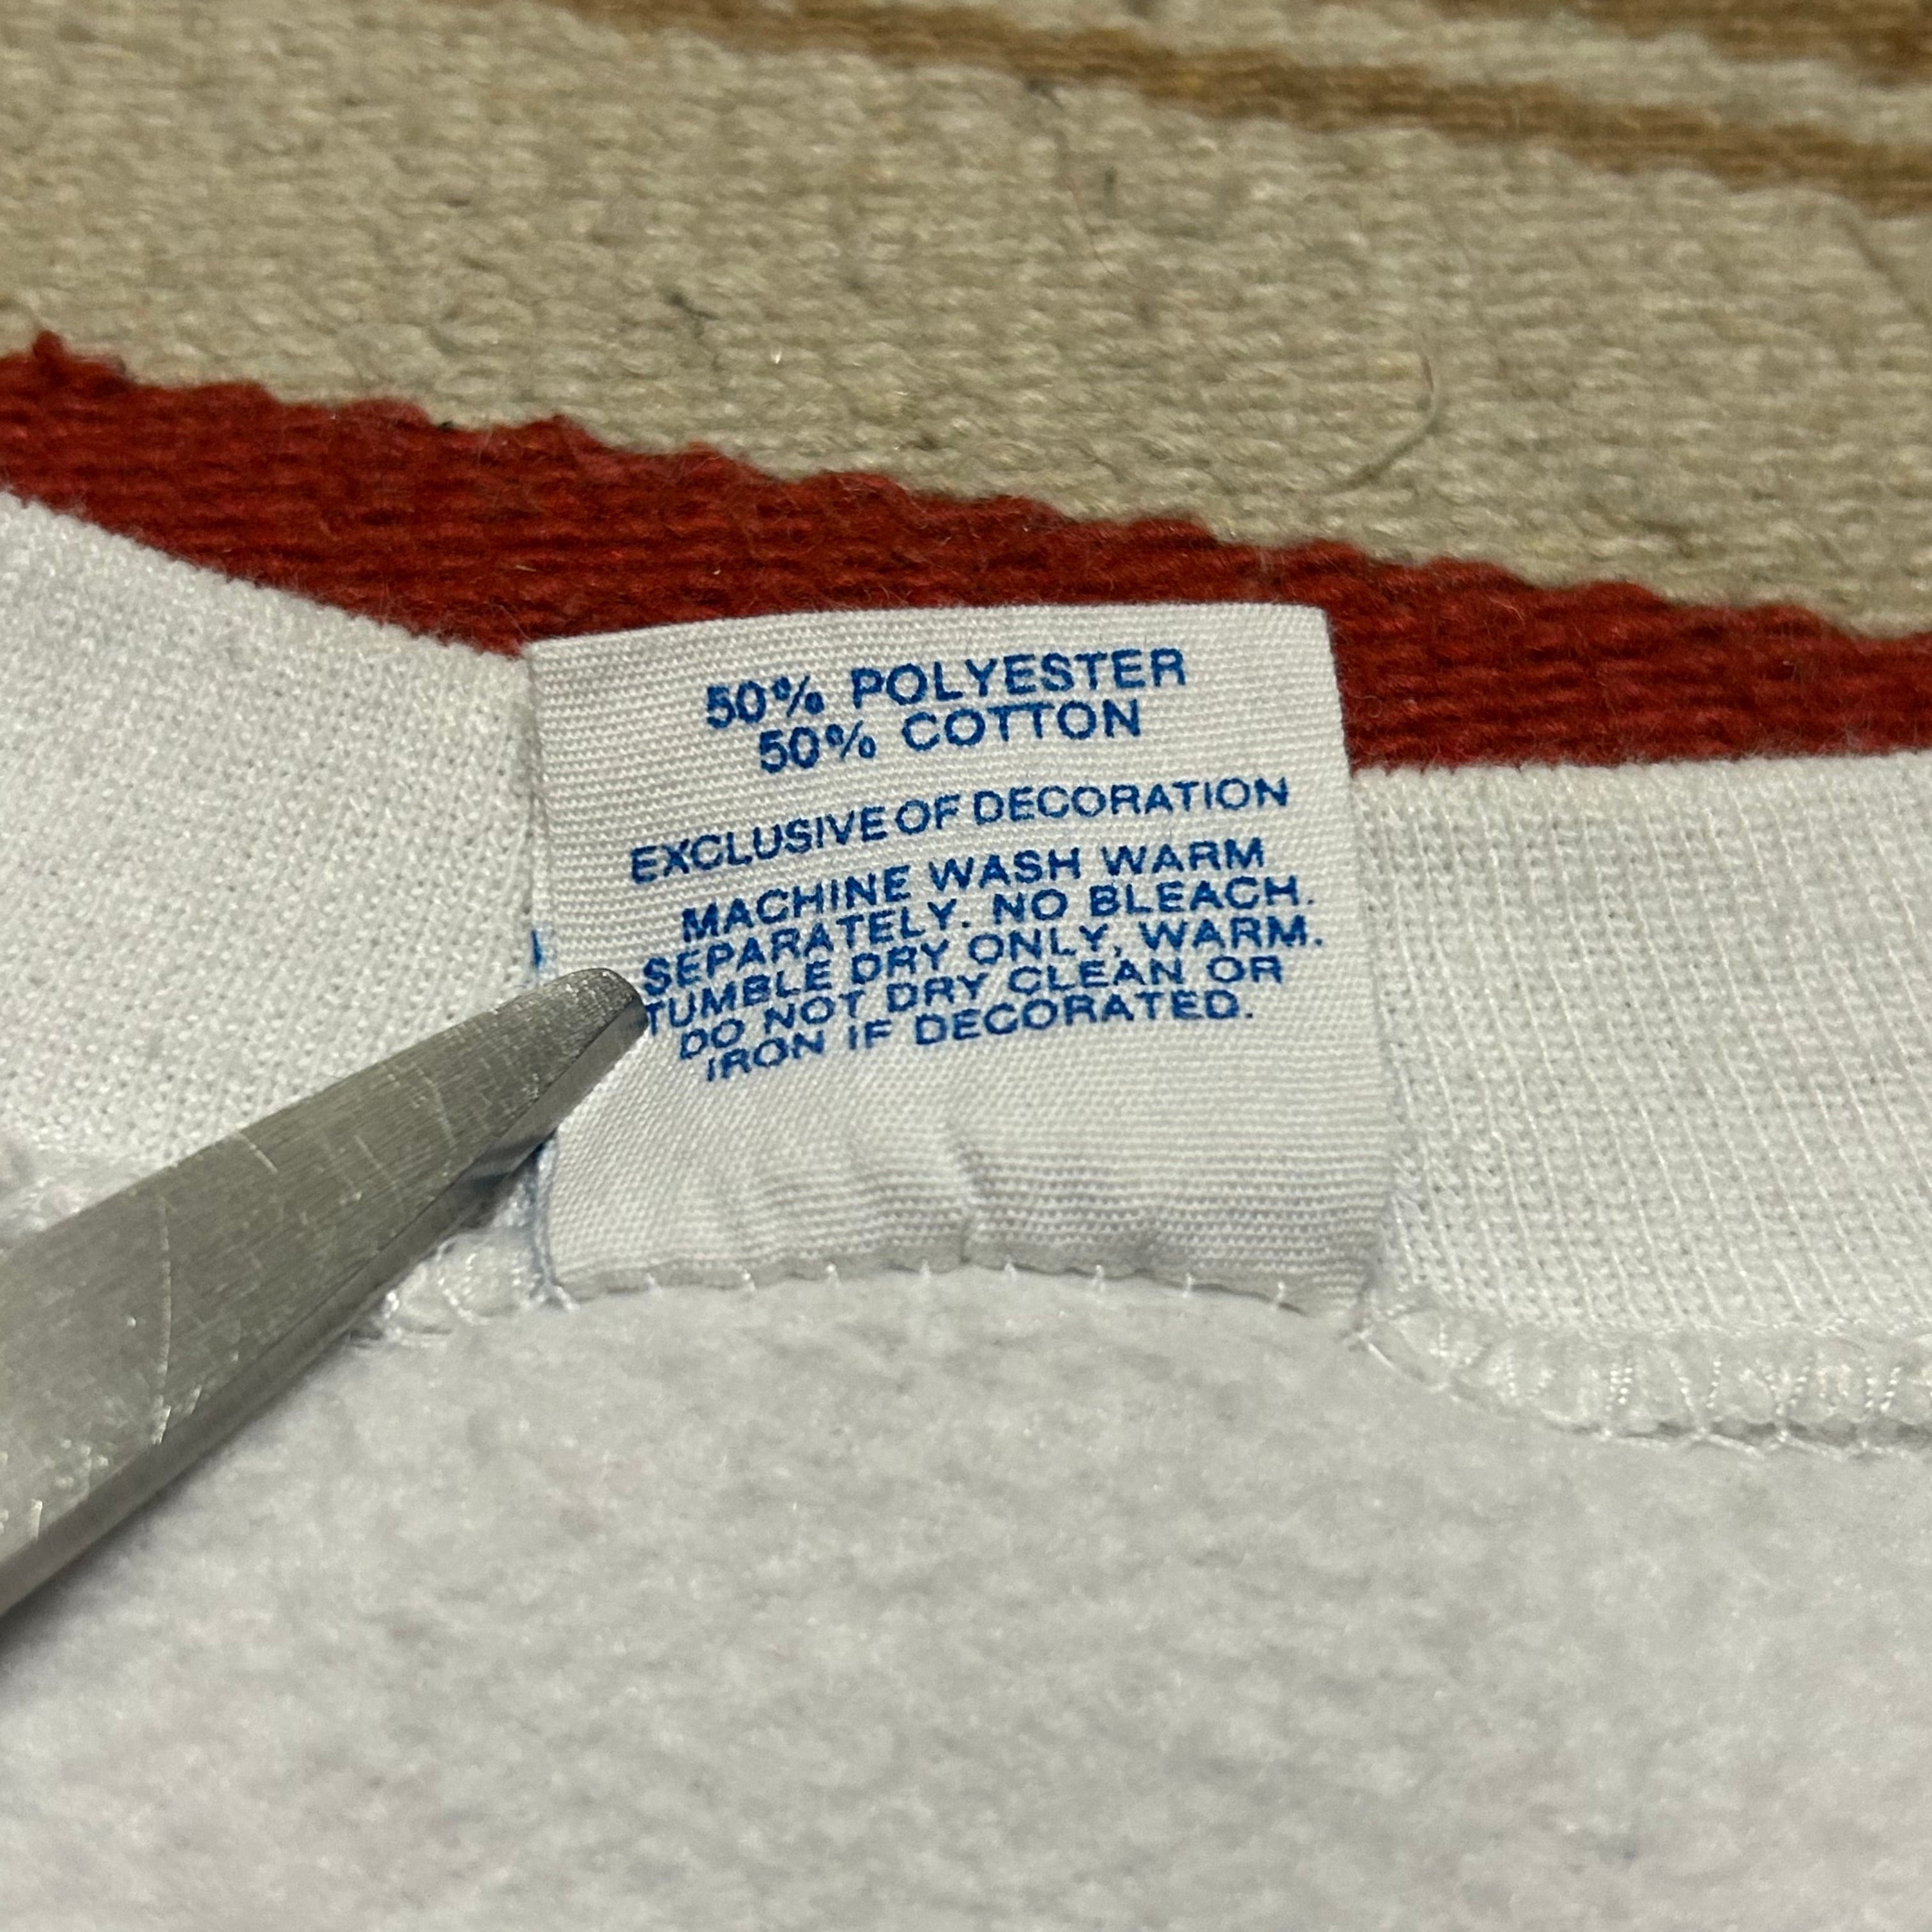 50% POLYESTER
50% COTTON
EXCLUSIVE OF DECORATION
MACHINE WASH WARM
SEPARATELY. NO BLEACH.
TUMBLE DRY ONLY, WARM.
DO NOT DRY CLEAN OR
IRON IF DECORATED.